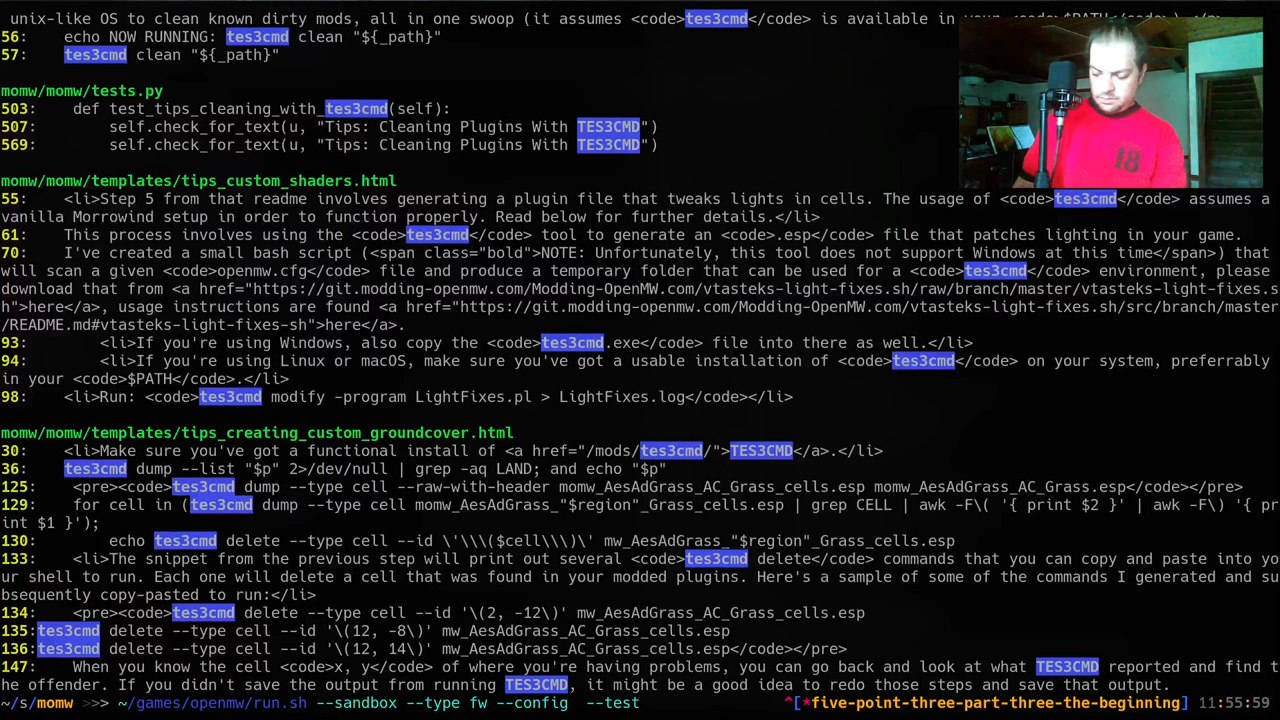 unix-like OS to clean known dirty mods, all in one swoop (it assumes <code>tes3cmd</code> is available in your <code>$PATH</code>).</
56:    echo NOW RUNNING: tes3cmd clean "${_path}"
57:    tes3cmd clean "${_path}"
momw/momw/tests.py
503:    def test_tips_cleaning_with_tes3cmd(self):
507:        self.check_for_text(u, "Tips: Cleaning Plugins With TES3CMD")
569:        self.check_for_text(u, "Tips: Cleaning Plugins With TES3CMD")
momw/momw/templates/tips_custom_shaders.html
55:    <li>Step 5 from that readme involves generating a plugin file that tweaks lights in cells. The usage of <code>tes3cmd</code> assumes a
vanilla Morrowind setup in order to function properly. Read below for further details.</li>
61:    This process involves using the <code>tes3cmd</code> tool to generate an <code>.esp</code> file that patches lighting in your game.
70:    I've created a small bash script (<span class="bold">NOTE: Unfortunately, this tool does not support Windows at this time</span>) that
will scan a given <code>openmw.cfg</code> file and produce a temporary folder that can be used for a <code>tes3cmd</code> environment, please
download that from <a href="https://git.modding-openmw.com/Modding-OpenMW.com/vtasteks-light-fixes.sh/raw/branch/master/vtasteks-light-fixes.s
h">here</a>, usage instructions are found <a href="https://git.modding-openmw.com/Modding-OpenMW.com/vtasteks-light-fixes.sh/src/branch/master
/README.md#vtasteks-light-fixes-sh">here</a>.
93:        <li>If you're using Windows, also copy the <code>tes3cmd.exe</code> file into there as well.</li>
94:        <li>If you're using Linux or macOS, make sure you've got a usable installation of <code>tes3cmd</code> on your system, preferrably
in your <code>$PATH</code>.</li>
98:    <li>Run: <code>tes3cmd modify -program LightFixes.pl > LightFixes.log</code></li>
momw/momw/templates/tips_creating_custom_groundcover.html
30:    <li>Make sure you've got a functional install of <a href="/mods/tes3cmd/">TES3CMD</a>.</li>
36:    tes3cmd dump --list "$p" 2>/dev/null | grep -aq LAND; and echo "$p"
125:    <pre><code>tes3cmd dump --type cell --raw-with-header momw_AesAdGrass_AC_Grass.esp momw_AesAdGrass_AC_Grass.esp</code></pre>
129:    for cell in (tes3cmd dump --type cell momw_AesAdGrass_"$region"_Grass.esp | grep CELL | awk -F\( '{ print $2 }' | awk -F\) '{ pr
int $1 }');
130:        echo tes3cmd delete --type cell --id \'\\\($cell\\\)\' mw_AesAdGrass_"$region"_Grass_cells.esp
133:    <li>The snippet from the previous step will print out several <code>tes3cmd delete</code> commands that you can copy and paste into yo
ur shell to run. Each one will delete a cell that was found in your modded plugins. Here's a sample of some of the commands I generated and su
bsequently copy-pasted to run:</li>
134:    <pre><code>tes3cmd delete --type cell --id '\(2, -12\)' mw_AesAdGrass_AC_Grass_cells.esp
135:tes3cmd delete --type cell --id '\(12, -8\)' mw_AesAdGrass_AC_Grass_cells.esp
136:tes3cmd delete --type cell --id '\(12, 14\)' mw_AesAdGrass_AC_Grass_cells.esp</code></pre>
147:    When you know the cell <code>x, y</code> of where you're having problems, you can go back and look at what TES3CMD reported and find t
he offender. If you didn't save the output from running TES3CMD, it might be a good idea to redo those steps and save that output.
~/s/momw >>> ~/games/openmw/run.sh --sandbox --type fw --config  --test ^[*five-point-three-part-three-the-beginning] 11:55:59
18